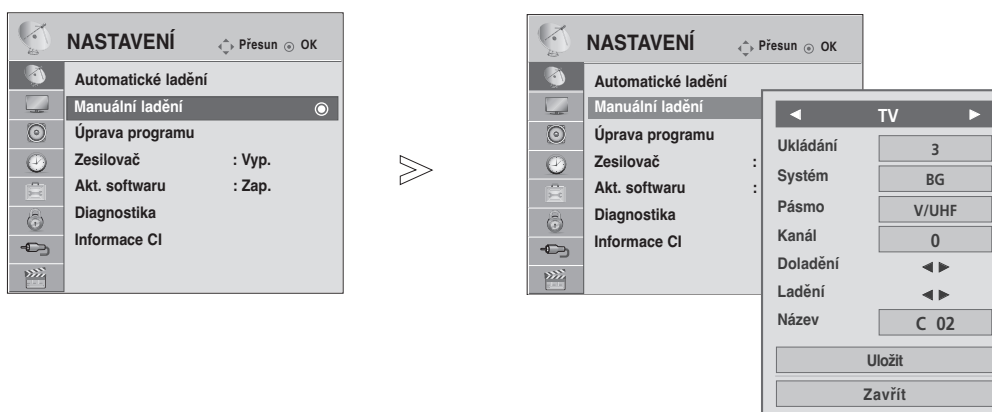 NASTAVENÍ Přesun OK
Automatické ladění
Manuální ladění
Úprava programu
Zesilovač : Vyp.
Akt. softwaru : Zap.
Diagnostika
Informace CI
NASTAVENÍ Přesun OK
Automatické ladění
Manuální ladění
Úprava programu
Zesilovač :
Akt. softwaru :
Diagnostika
Informace CI
◄ TV ►
Ukládání 3
Systém BG
Pásmo V/UHF
Kanál 0
Doladění ◄ ►
Ladění ◄ ►
Název C 02
Uložit
Zavřít